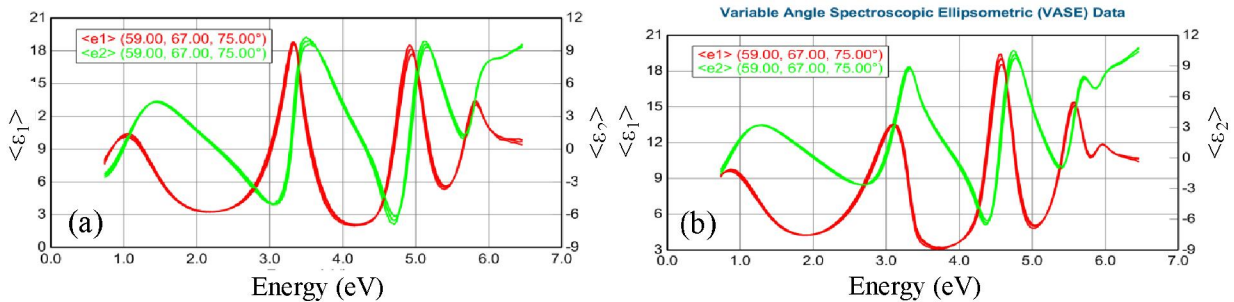 Variable Angle Spectroscopic Ellipsometric (VASE) Data
21
18
15
12
9
6
3
0
<ε1>
<e1> (59.00, 67.00, 75.00°)
<e2> (59.00, 67.00, 75.00°)
(a)
12
9
6
3
0
-3
-6
-9
<ε2>
0.0 1.0 2.0 3.0 4.0 5.0 6.0 7.0
Energy (eV)
21
18
15
12
9
6
3
<ε1>
<e1> (59.00, 67.00, 75.00°)
<e2> (59.00, 67.00, 75.00°)
(b)
12
9
6
3
0
-3
-6
-9
<ε2>
0.0 1.0 2.0 3.0 4.0 5.0 6.0 7.0
Energy (eV)